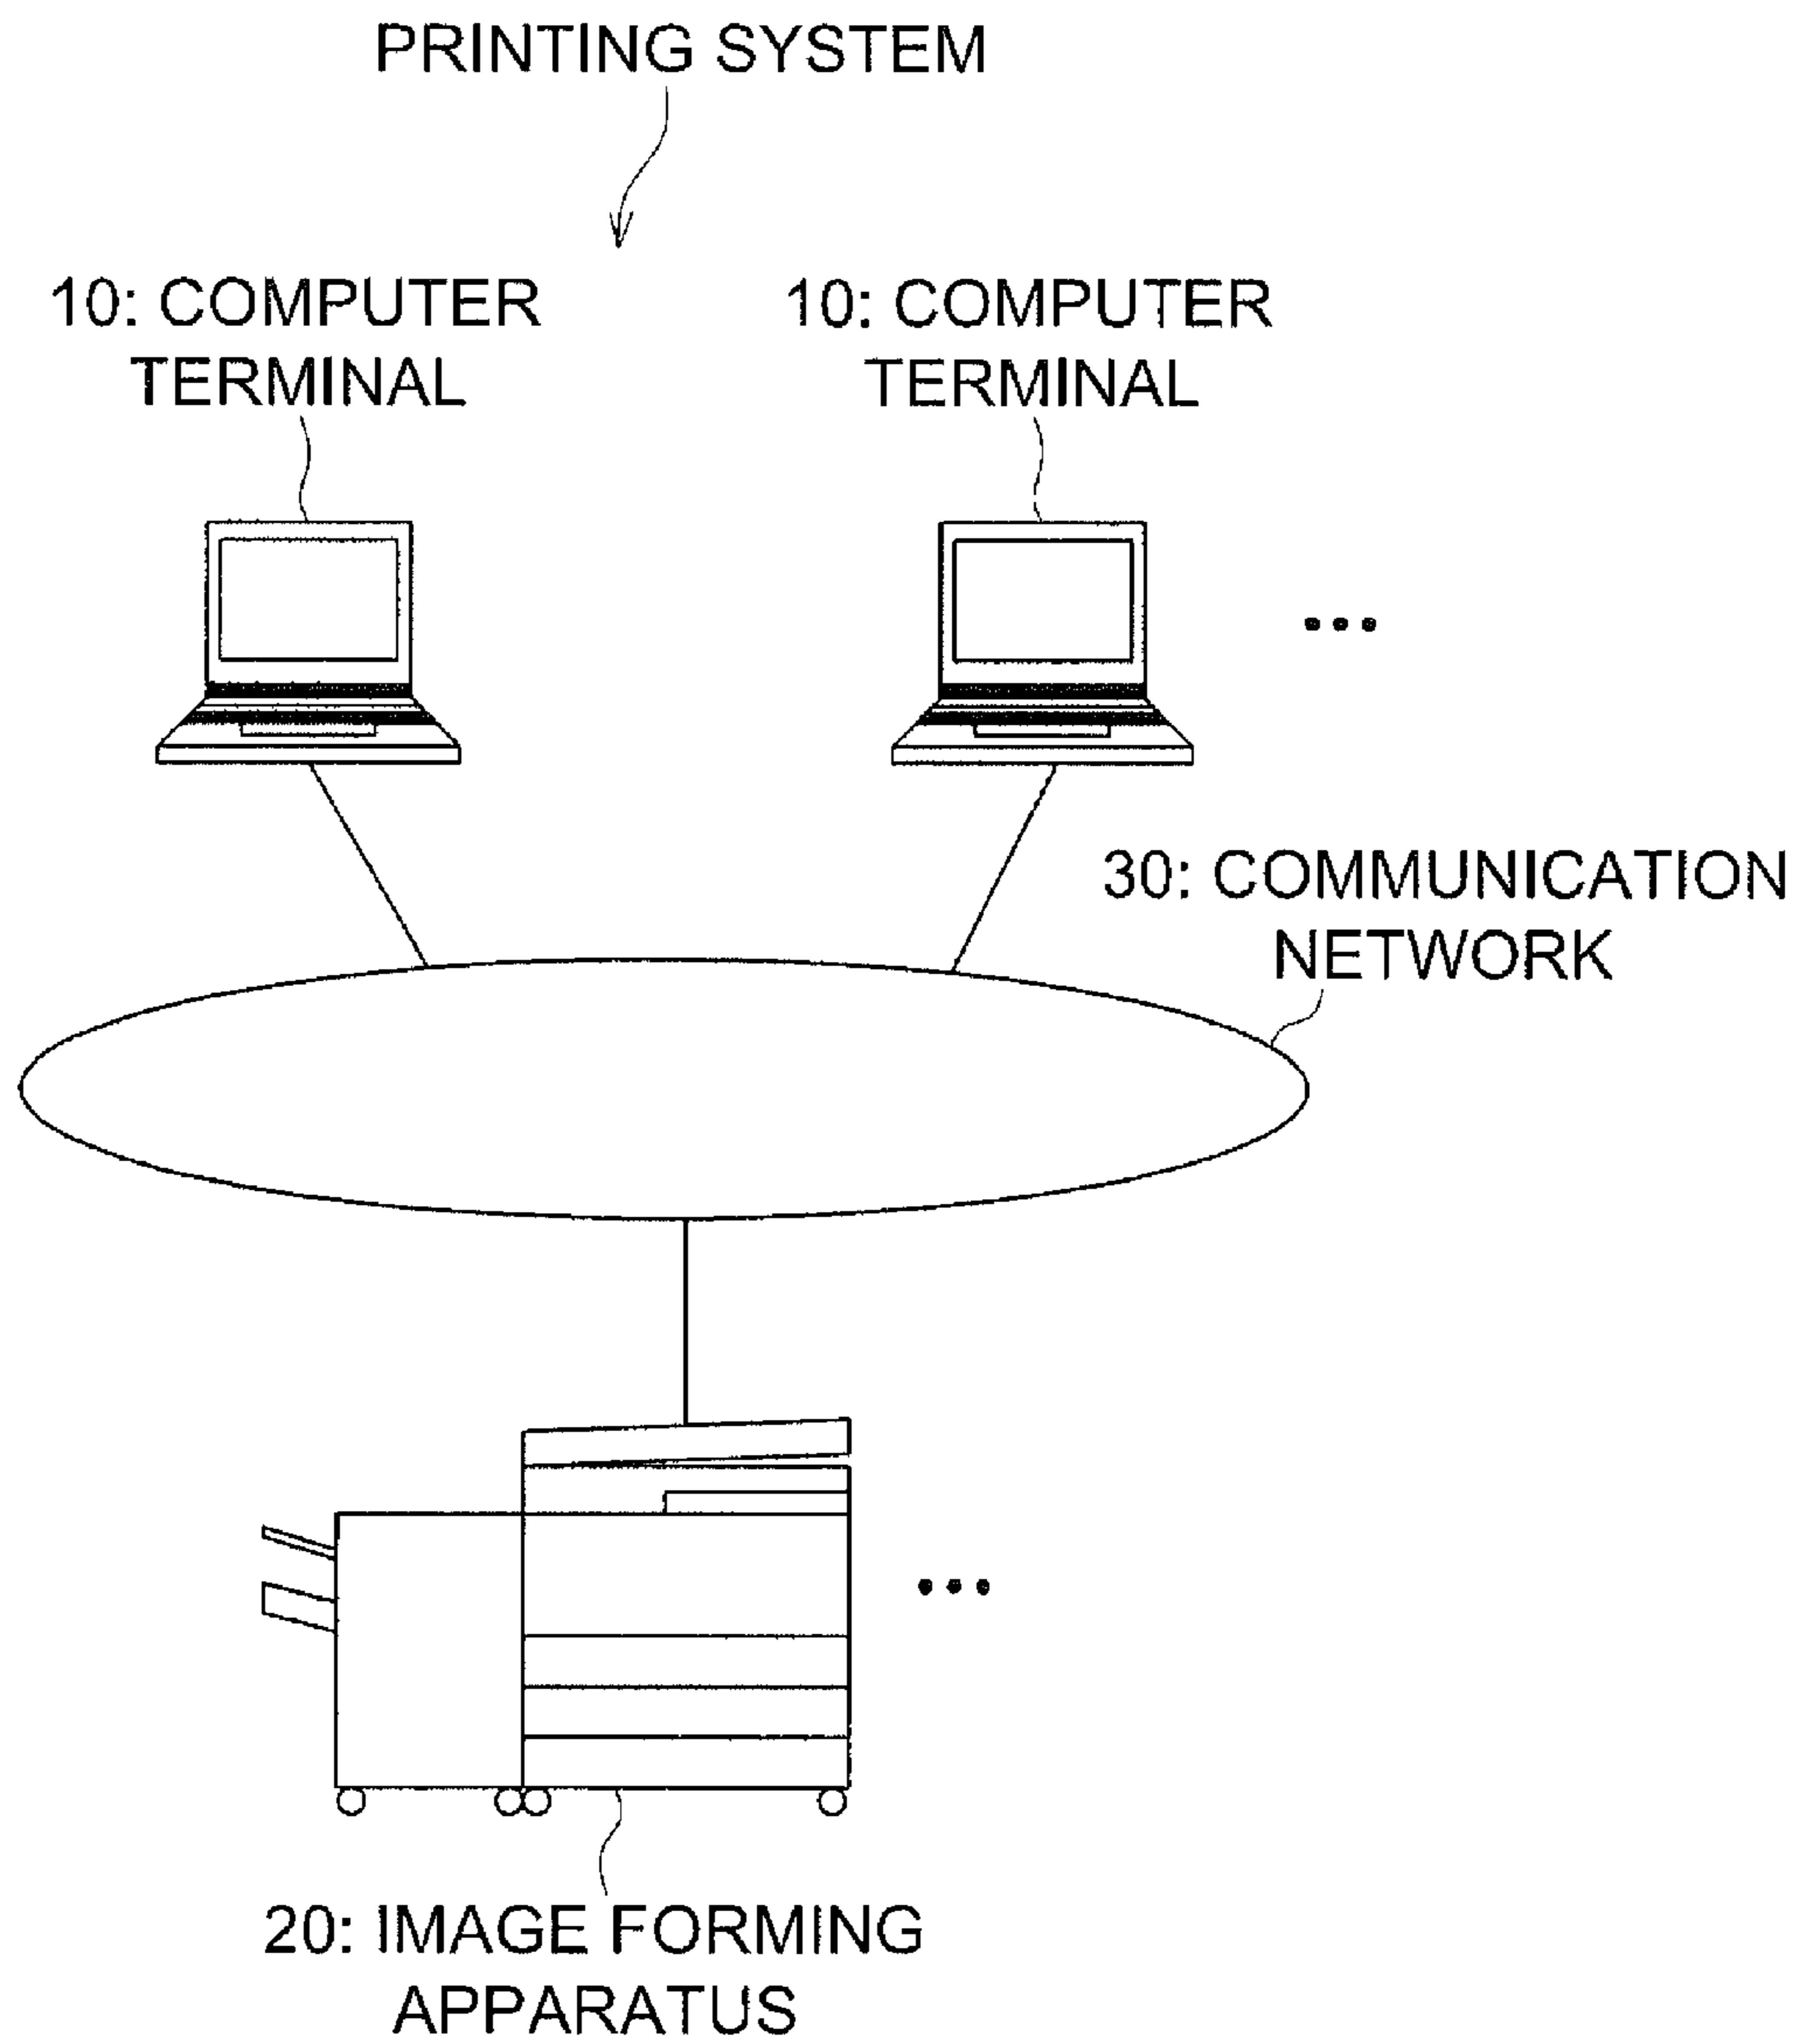 PRINTING SYSTEM
10: COMPUTER
TERMINAL
10: COMPUTER
TERMINAL
30: COMMUNICATION
NETWORK
20: IMAGE FORMING
APPARATUS